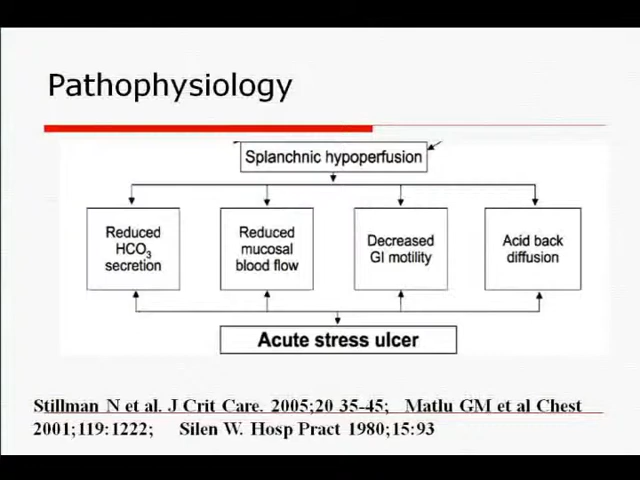 Pathophysiology
Splanchnic hypoperfusion
Reduced
HCO3
secretion
Reduced
mucosal
blood flow
Decreased
GI motility
Acid back
diffusion
Acute stress ulcer
Stillman N et al. J Crit Care. 2005;20 35-45; Matlu GM et al Chest
2001;119:1222; Silen W. Hosp Pract 1980;15:93